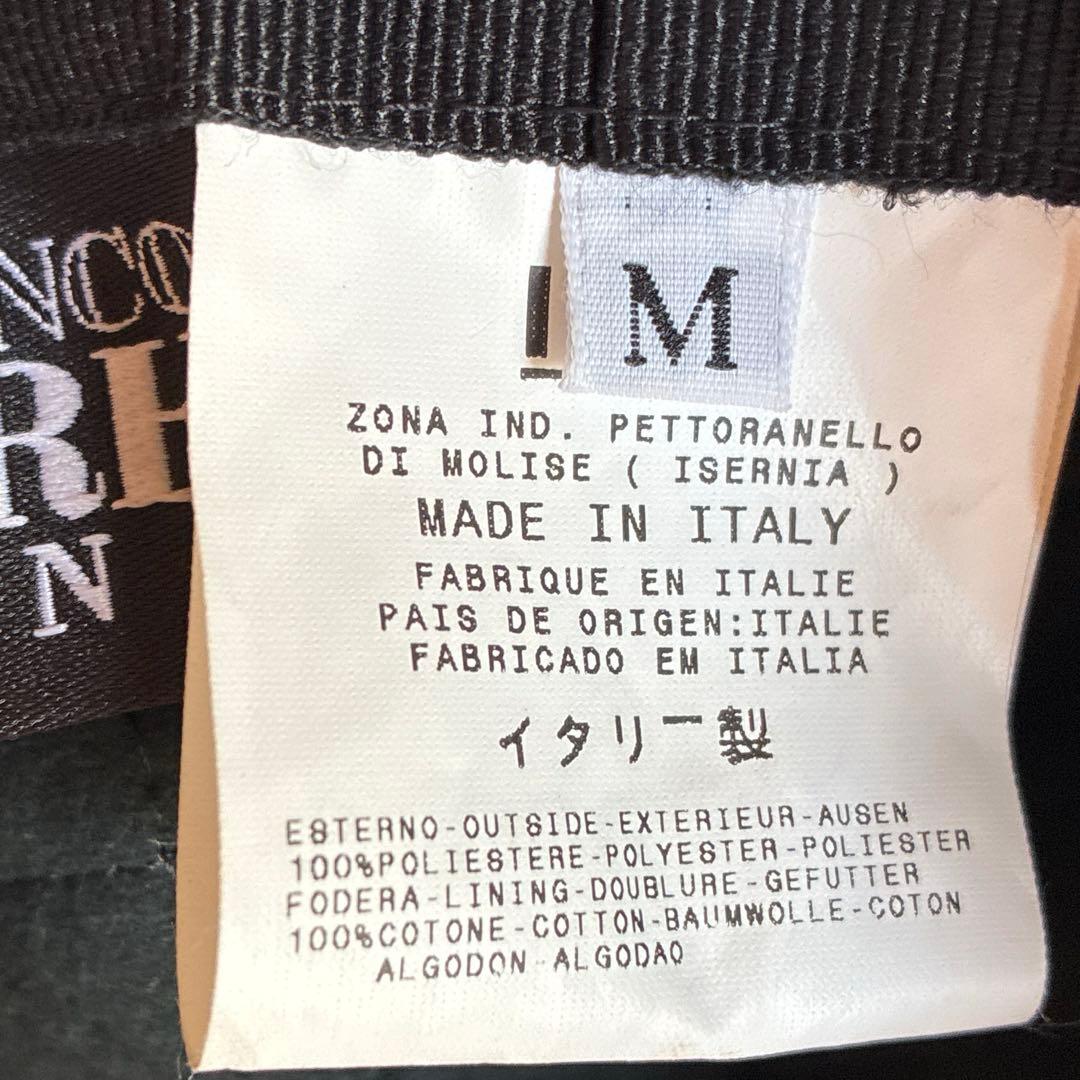 NCO
RE
N
M
ZONA IND. PETTORANELLO
DI MOLISE ( ISERNIA )
MADE IN ITALY
FABRIQUE EN ITALIE
PAIS DE ORIGEN:ITALIE
FABRICADO EM ITALIA
イタリー製
ESTERNO-OUTSIDE-EXTERIEUR-AUSEN
100%POLIESTERE-POLYESTER-POLIESTER
FODERA-LINING-DOUBLURE-GEFUTTER
100%COTONE-COTTON-BAUMWOLLE-COTON
ALGODON-ALGODAO